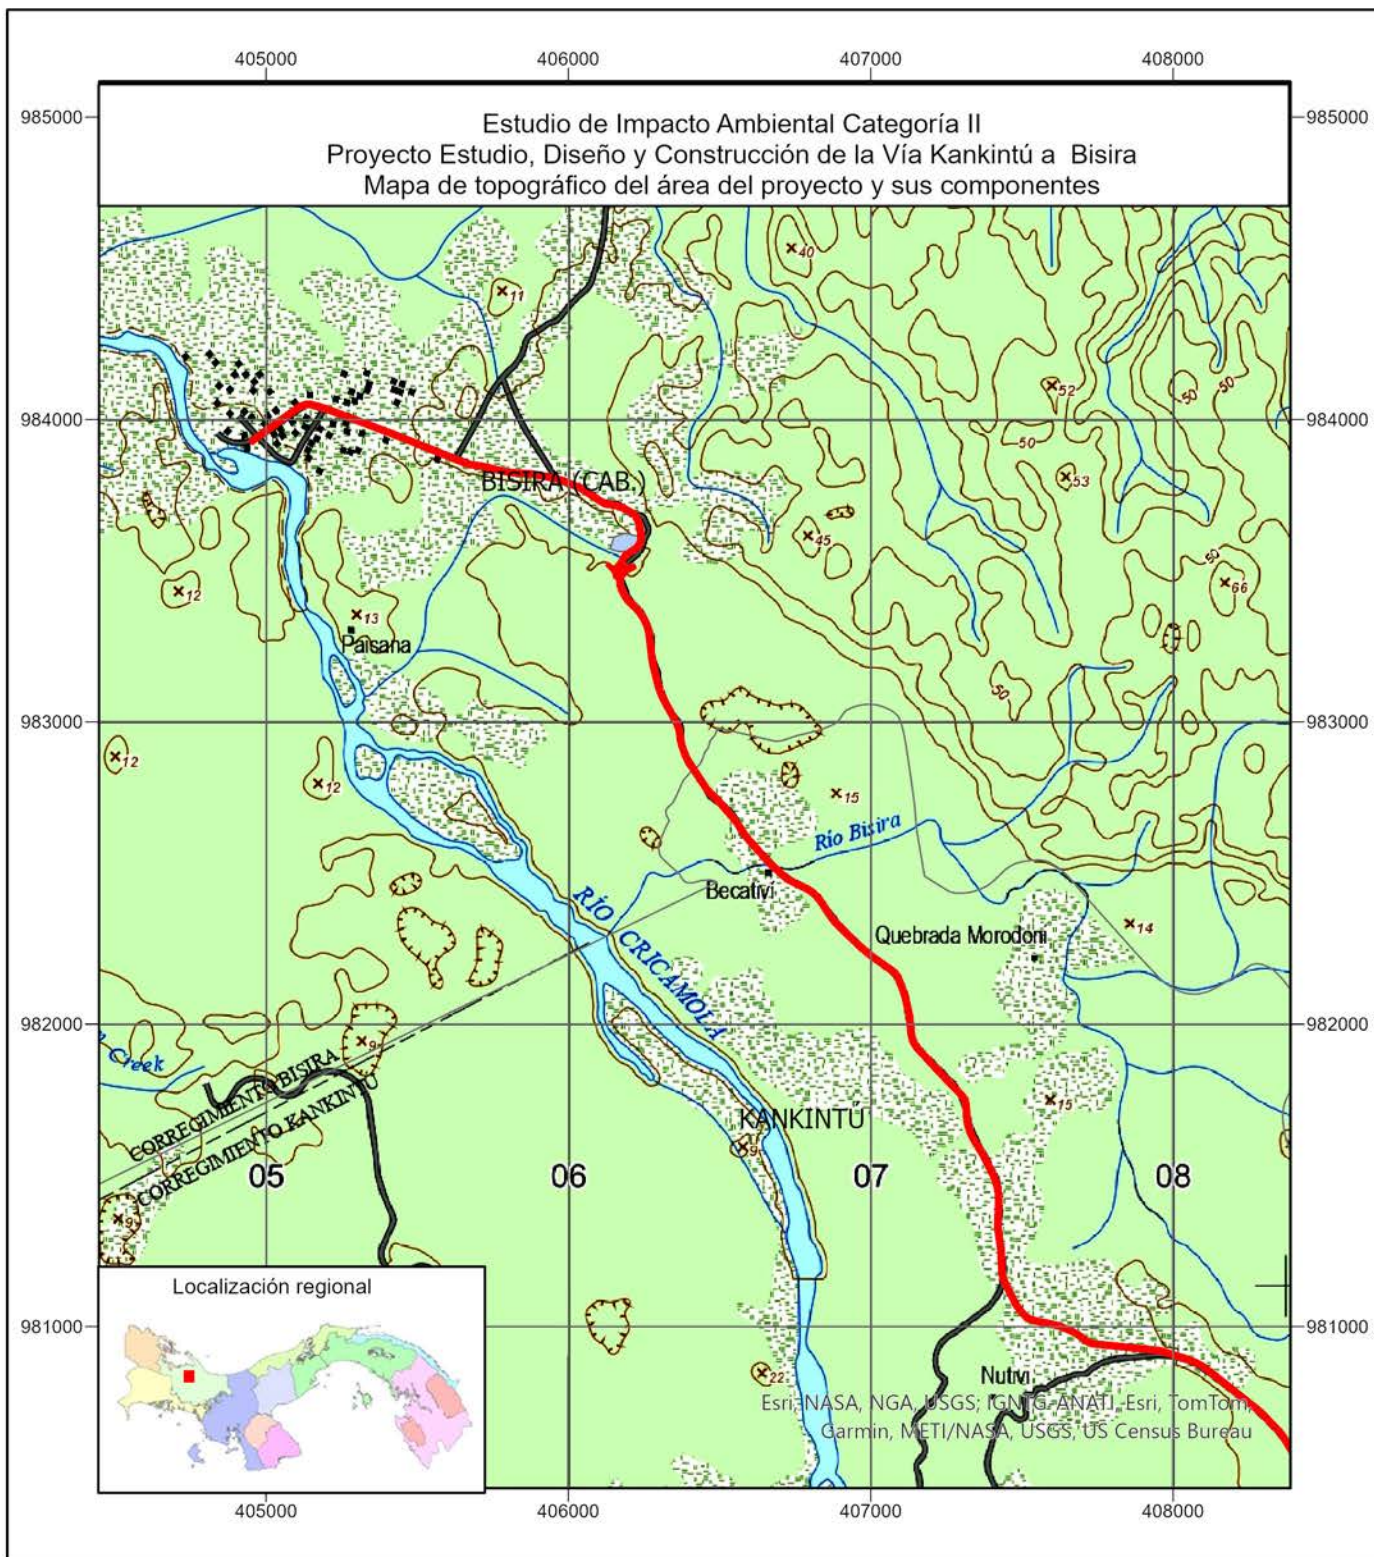 405000
406000
407000
408000
985000
985000
Estudio de Impacto Ambiental Categoría II
Proyecto Estudio, Diseño y Construcción de la Vía Kankintú a  Bisira
Mapa de topográfico del área del proyecto y sus componentes
40
11
52
50
50
984000
984000
BISIRA (CAB.)
50
53
45
50
66
12
13
Paisana
50
983000
983000
12
12
15
Río Bisira
Becativí
RÍO CRICAMOLA
Quebrada Morodoni
14
982000
982000
Creek
9
CORREGIMIENTO BISIRA
CORREGIMIENTO KANKINTÚ
KANKINTÚ
15
9
05
06
07
08
9
Localización regional
981000
981000
22
Nutivi
Esri, NASA, NGA, USGS; IGNTG-ANATI, Esri, TomTom,
Garmin, METI/NASA, USGS, US Census Bureau
405000
406000
407000
408000